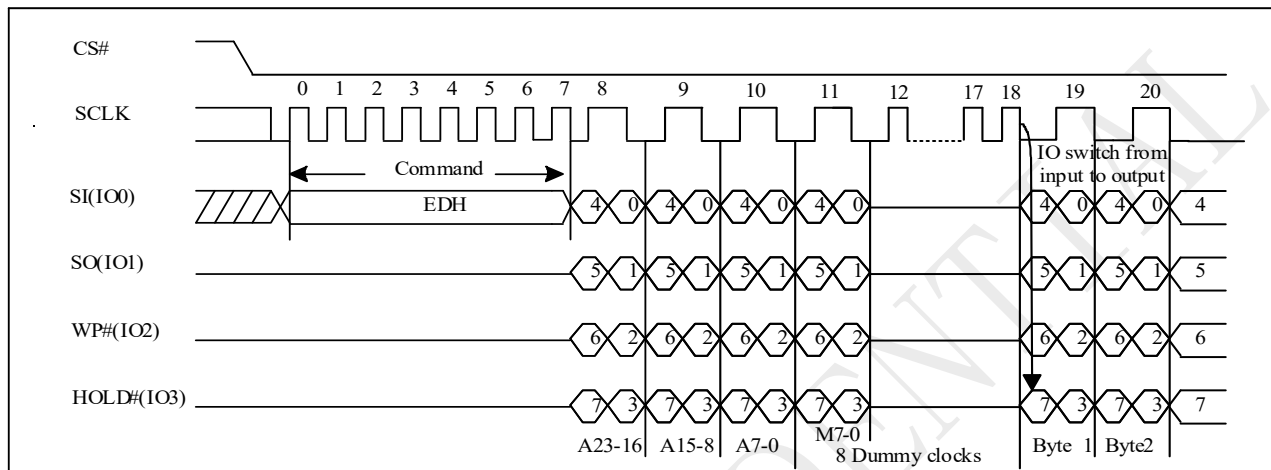 CS#
0 1 2 3 4 5 6 7 8 9 10 11 12 17 18 19 20
SCLK
Command
IO switch from
input to output
SI(IO0)
EDH
4 0 4 0 4 0 4 0 4 0 4 0 4
SO(IO1)
5 1 5 1 5 1 5 1 5 1 5 1 5
WP#(IO2)
6 2 6 2 6 2 6 2 6 2 6 2 6
HOLD#(IO3)
7 3 7 3 7 3 7 3 7 3 7 3 7
A23-16 A15-8 A7-0 M7-0 Byte 1 Byte2
8 Dummy clocks
DENTIAL